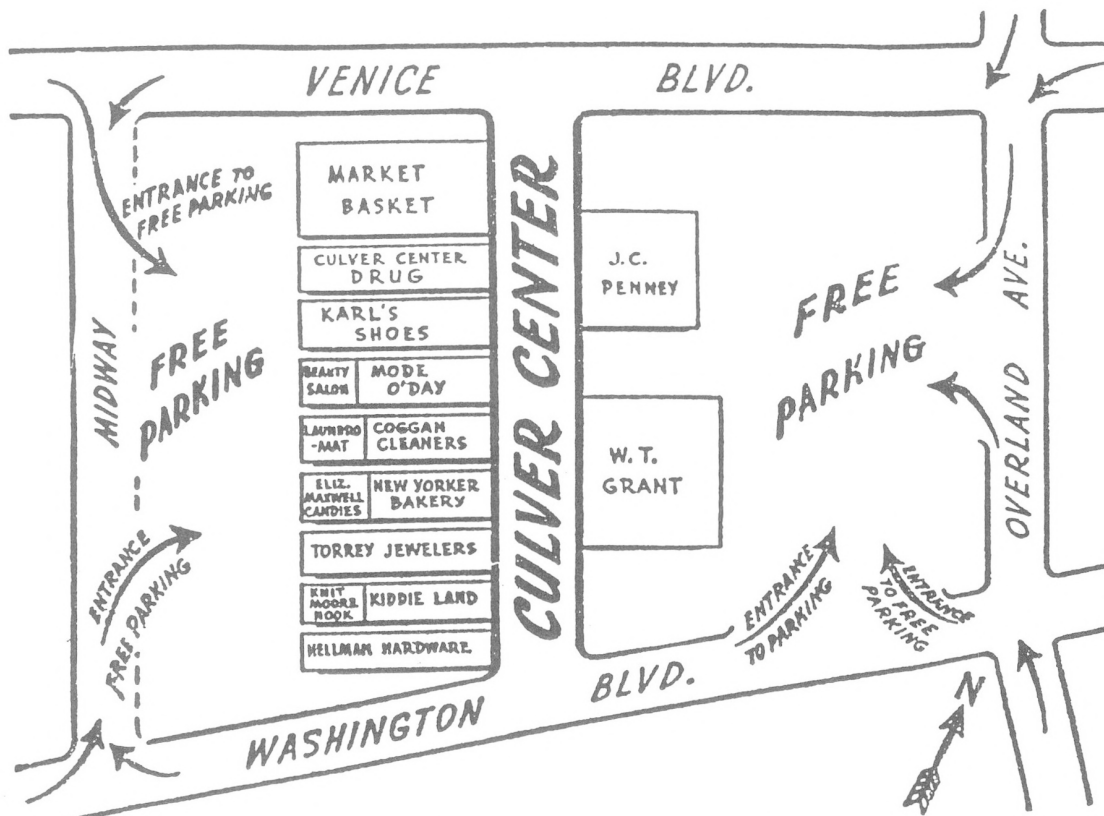 VENICE BLVD.
ENTRANCE TO
FREE PARKING
MARKET
BASKET
CULVER CENTER
DRUG
KARL'S
SHOES
BEAUTY
SALON
MODE
O'DAY
LAUNDRO
-MAT
COGGAN
CLEANERS
ELIZ.
MAXWELL
CANDIES
NEW YORKER
BAKERY
TORREY JEWELERS
KNIT
MOORE
NOOK
KIDDIE LAND
HELLMAN HARDWARE
MIDWAY
FREE
PARKING
ENTRANCE
FREE PARKING
CULVER CENTER
J.C.
PENNEY
W.T.
GRANT
FREE
PARKING
OVERLAND AVE.
ENTRANCE
TO PARKING
ENTRANCE
TO FREE
PARKING
WASHINGTON BLVD.
N